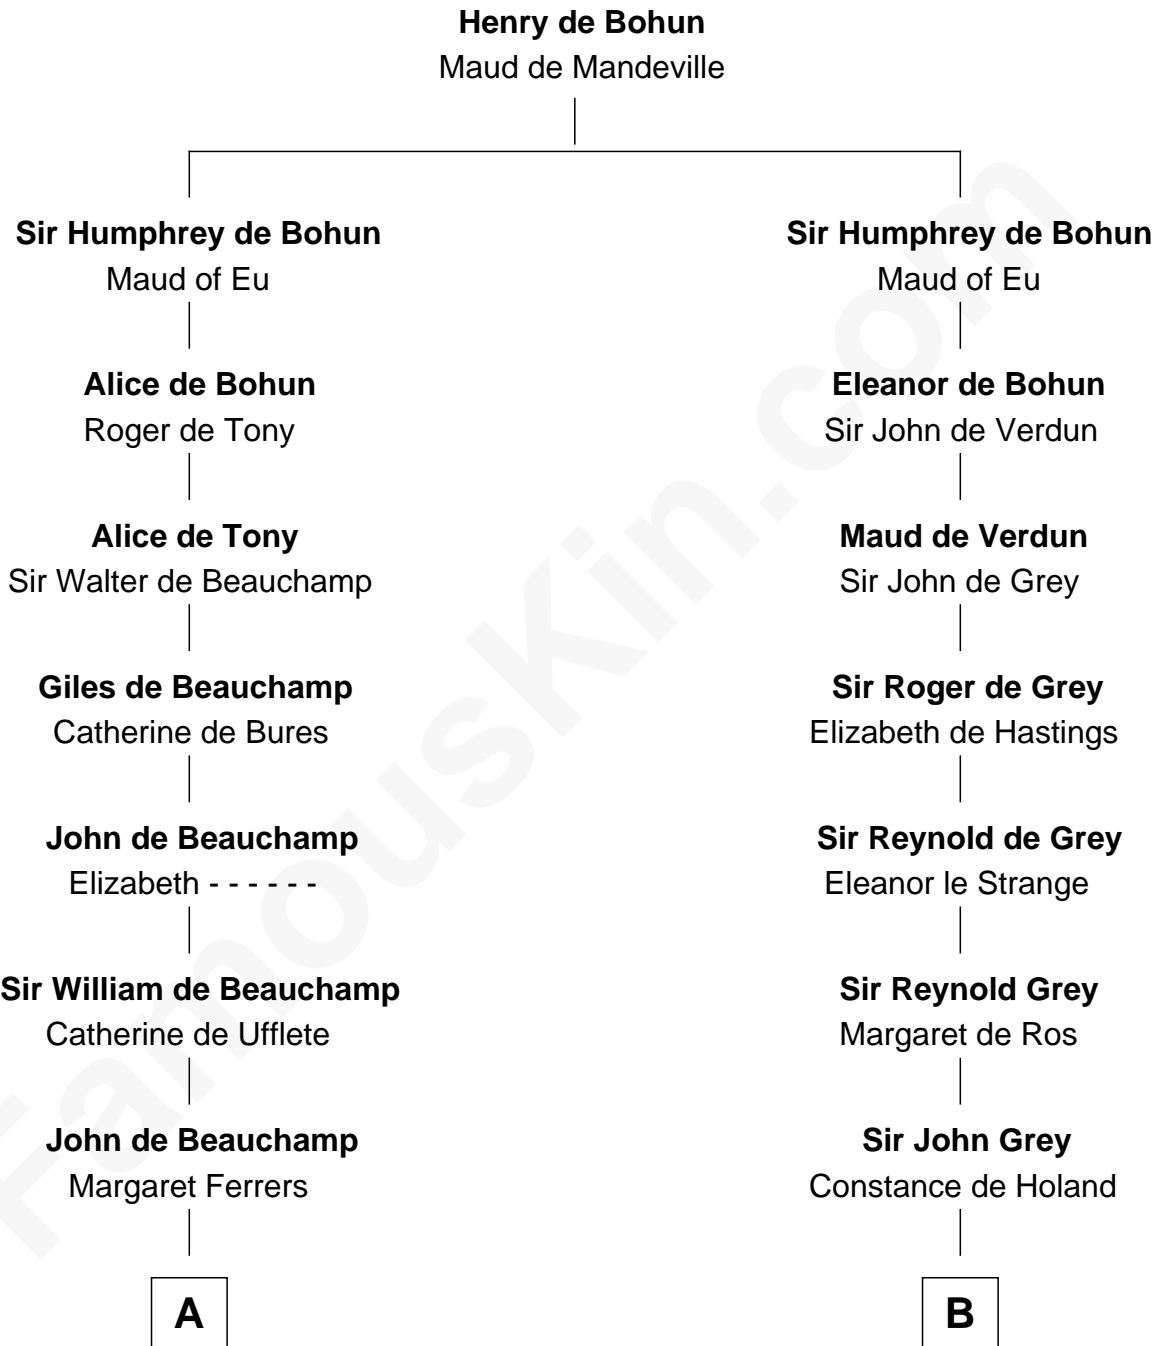 Henry de Bohun
Maud de Mandeville
Sir Humphrey de Bohun
Maud of Eu
Sir Humphrey de Bohun
Maud of Eu
Alice de Bohun
Roger de Tony
Eleanor de Bohun
Sir John de Verdun
Alice de Tony
Sir Walter de Beauchamp
Maud de Verdun
Sir John de Grey
Giles de Beauchamp
Catherine de Bures
Sir Roger de Grey
Elizabeth de Hastings
John de Beauchamp
Elizabeth - - - - - -
Sir Reynold de Grey
Eleanor le Strange
Sir William de Beauchamp
Catherine de Ufflete
Sir Reynold Grey
Margaret de Ros
John de Beauchamp
Margaret Ferrers
Sir John Grey
Constance de Holand
A
B
FamousKin.com